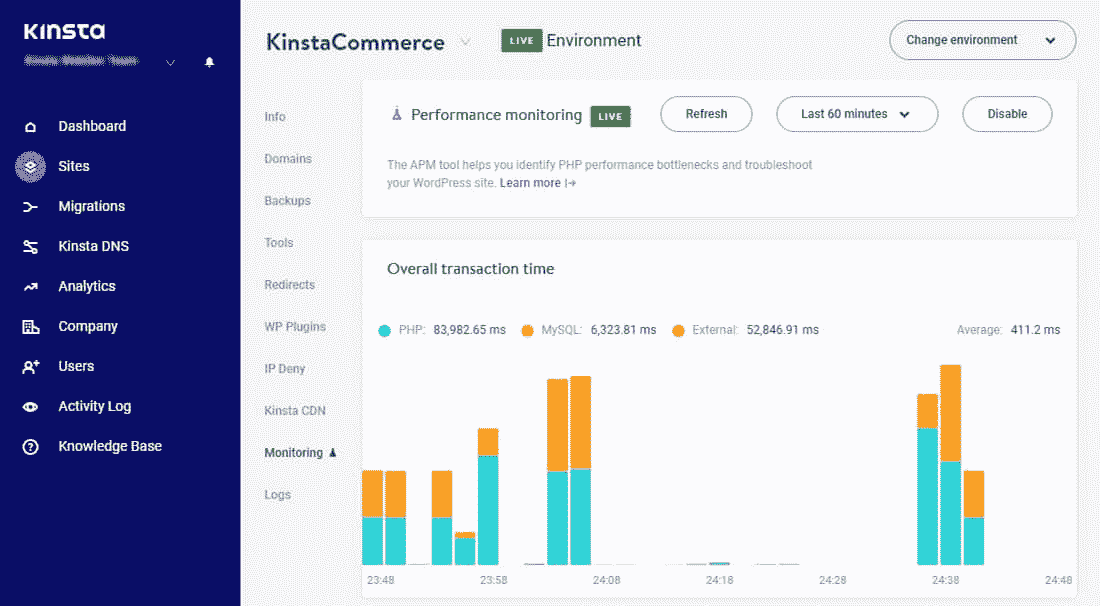 KINSTA
Dashboard
Sites
Migrations
Kinsta DNS
Analytics
Company
Users
Activity Log
Knowledge Base
KinstaCommerce
LIVE Environment
Change environment
Info
Domains
Backups
Tools
Redirects
WP Plugins
IP Deny
Kinsta CDN
Monitoring
Logs
Performance monitoring LIVE
Refresh
Last 60 minutes
Disable
The APM tool helps you identify PHP performance bottlenecks and troubleshoot
your WordPress site. Learn more
Overall transaction time
PHP: 83,982.65 ms MySQL: 6,323.81 ms External: 52,846.91 ms Average: 411.2 ms
23:48 23:58 24:08 24:18 24:28 24:38 24:48